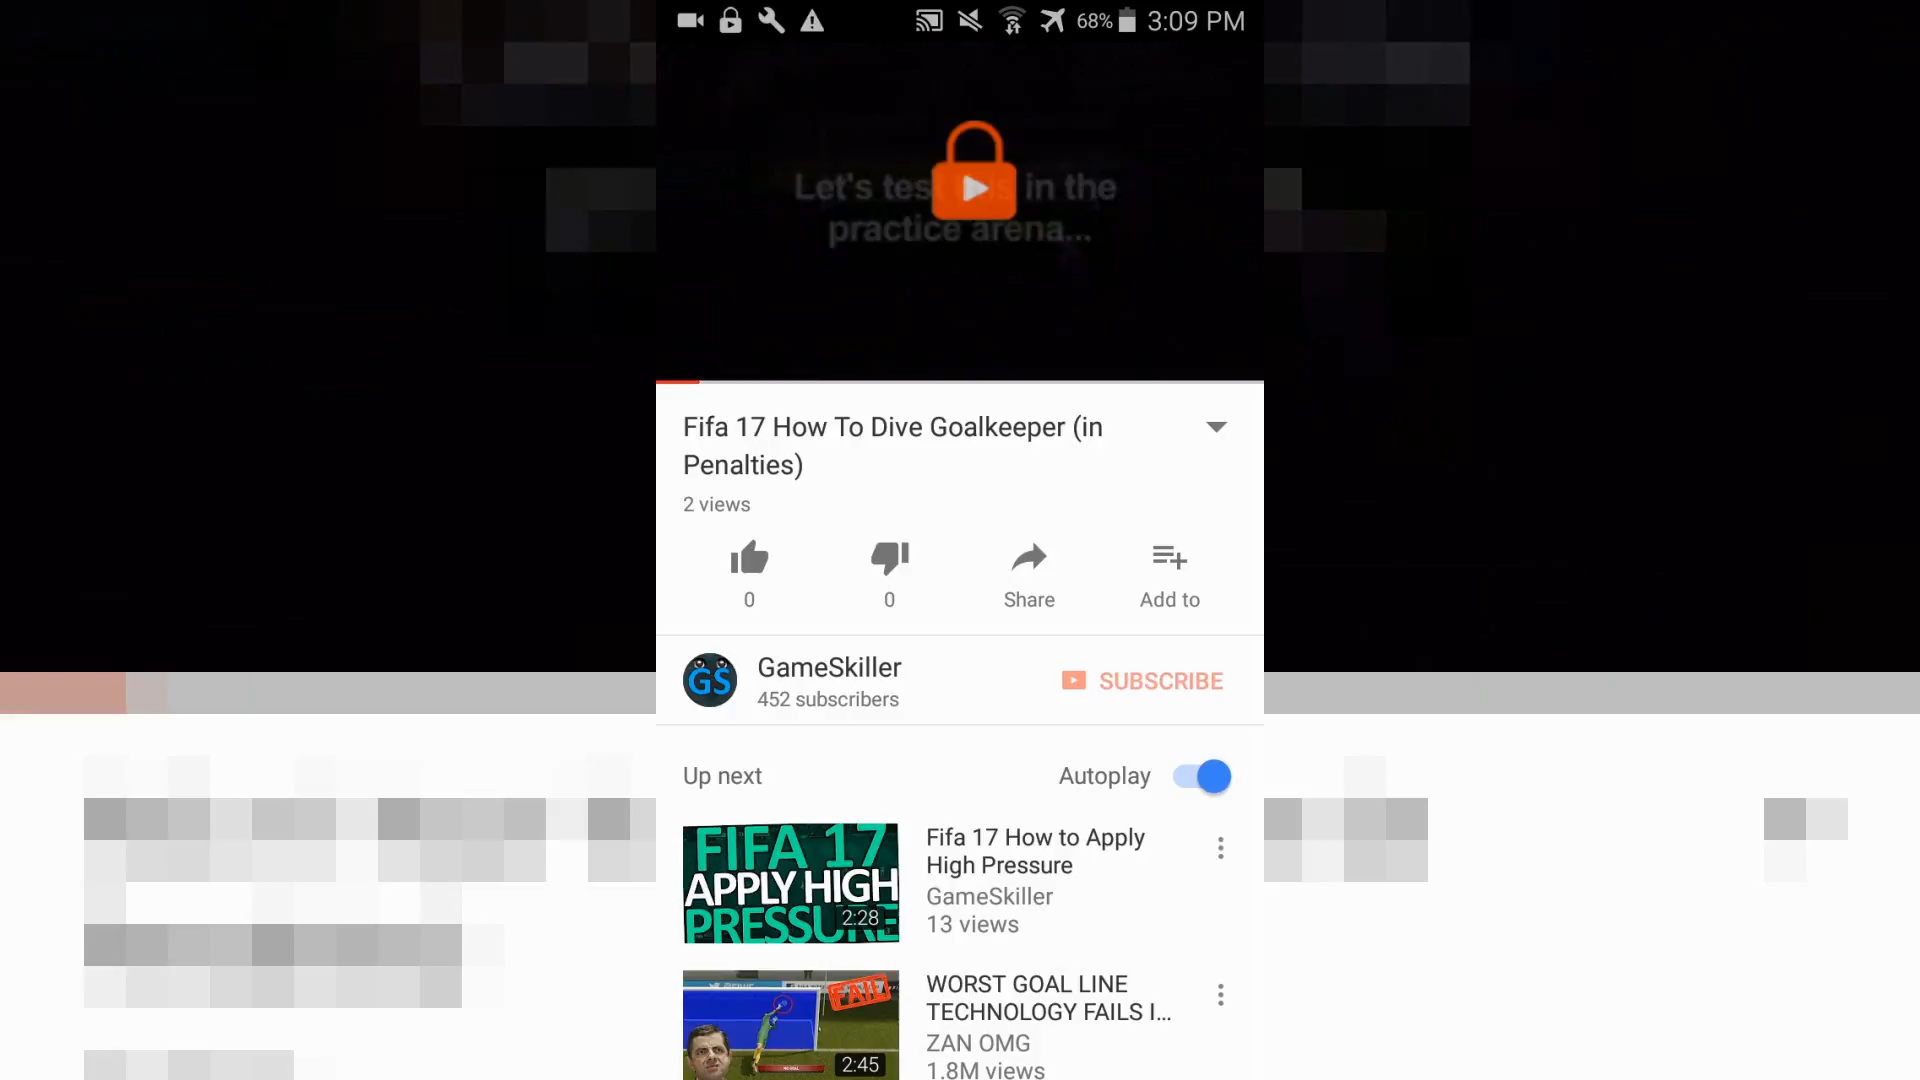 68% 3:09 PM
Let's test in the
practice arena...
Fifa 17 How To Dive Goalkeeper (in
Penalties)
2 views
0 0 Share Add to
GS GameSkiller
452 subscribers
SUBSCRIBE
Up next Autoplay
FIFA 17
APPLY HIGH
PRESSURE
2:28
Fifa 17 How to Apply
High Pressure
GameSkiller
13 views
FAIL
2:45
WORST GOAL LINE
TECHNOLOGY FAILS I...
ZAN OMG
1.8M views